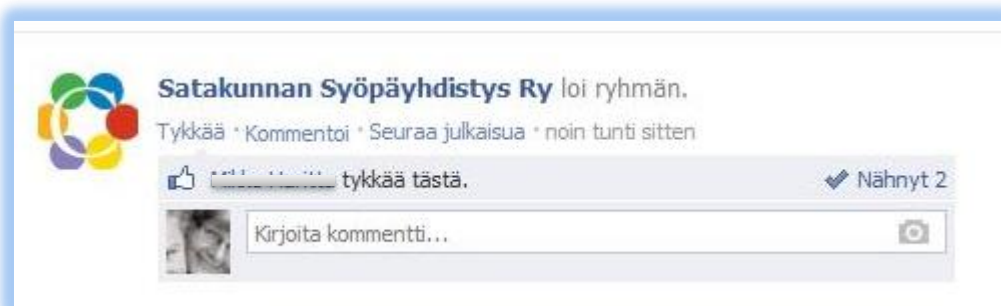 Satakunnan Syöpäyhdistys Ry loi ryhmän.
Tykkää · Kommentoi · Seuraa julkaisua · noin tunti sitten
tykkää tästä.
Nähnyt 2
Kirjoita kommentti...